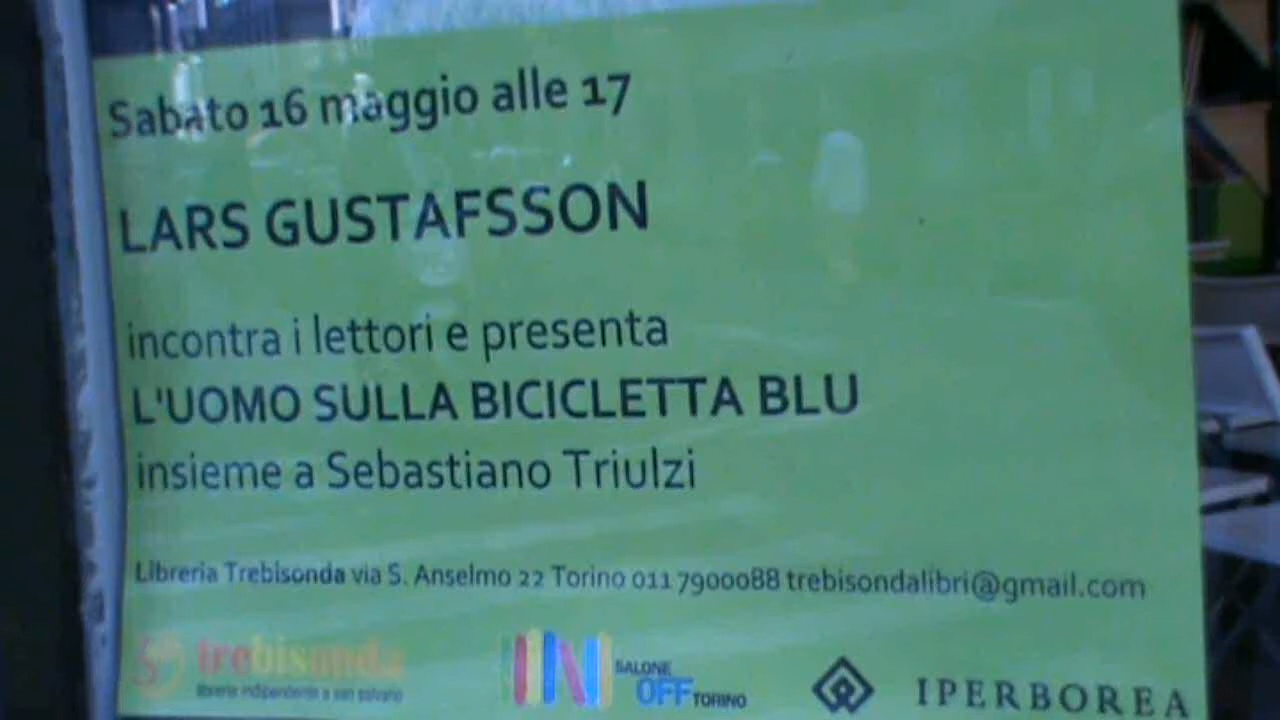 Sabato 16 maggio alle 17
LARS GUSTAFSSON
incontra i lettori e presenta
L'UOMO SULLA BICICLETTA BLU
insieme a Sebastiano Triulzi
Libreria Trebisonda via S. Anselmo 22 Torino 011 7900088 trebisondalibri@gmail.com
trebisonda
libreria indipendente a san salvario
SALONE
OFF TORINO
IPERBOREA